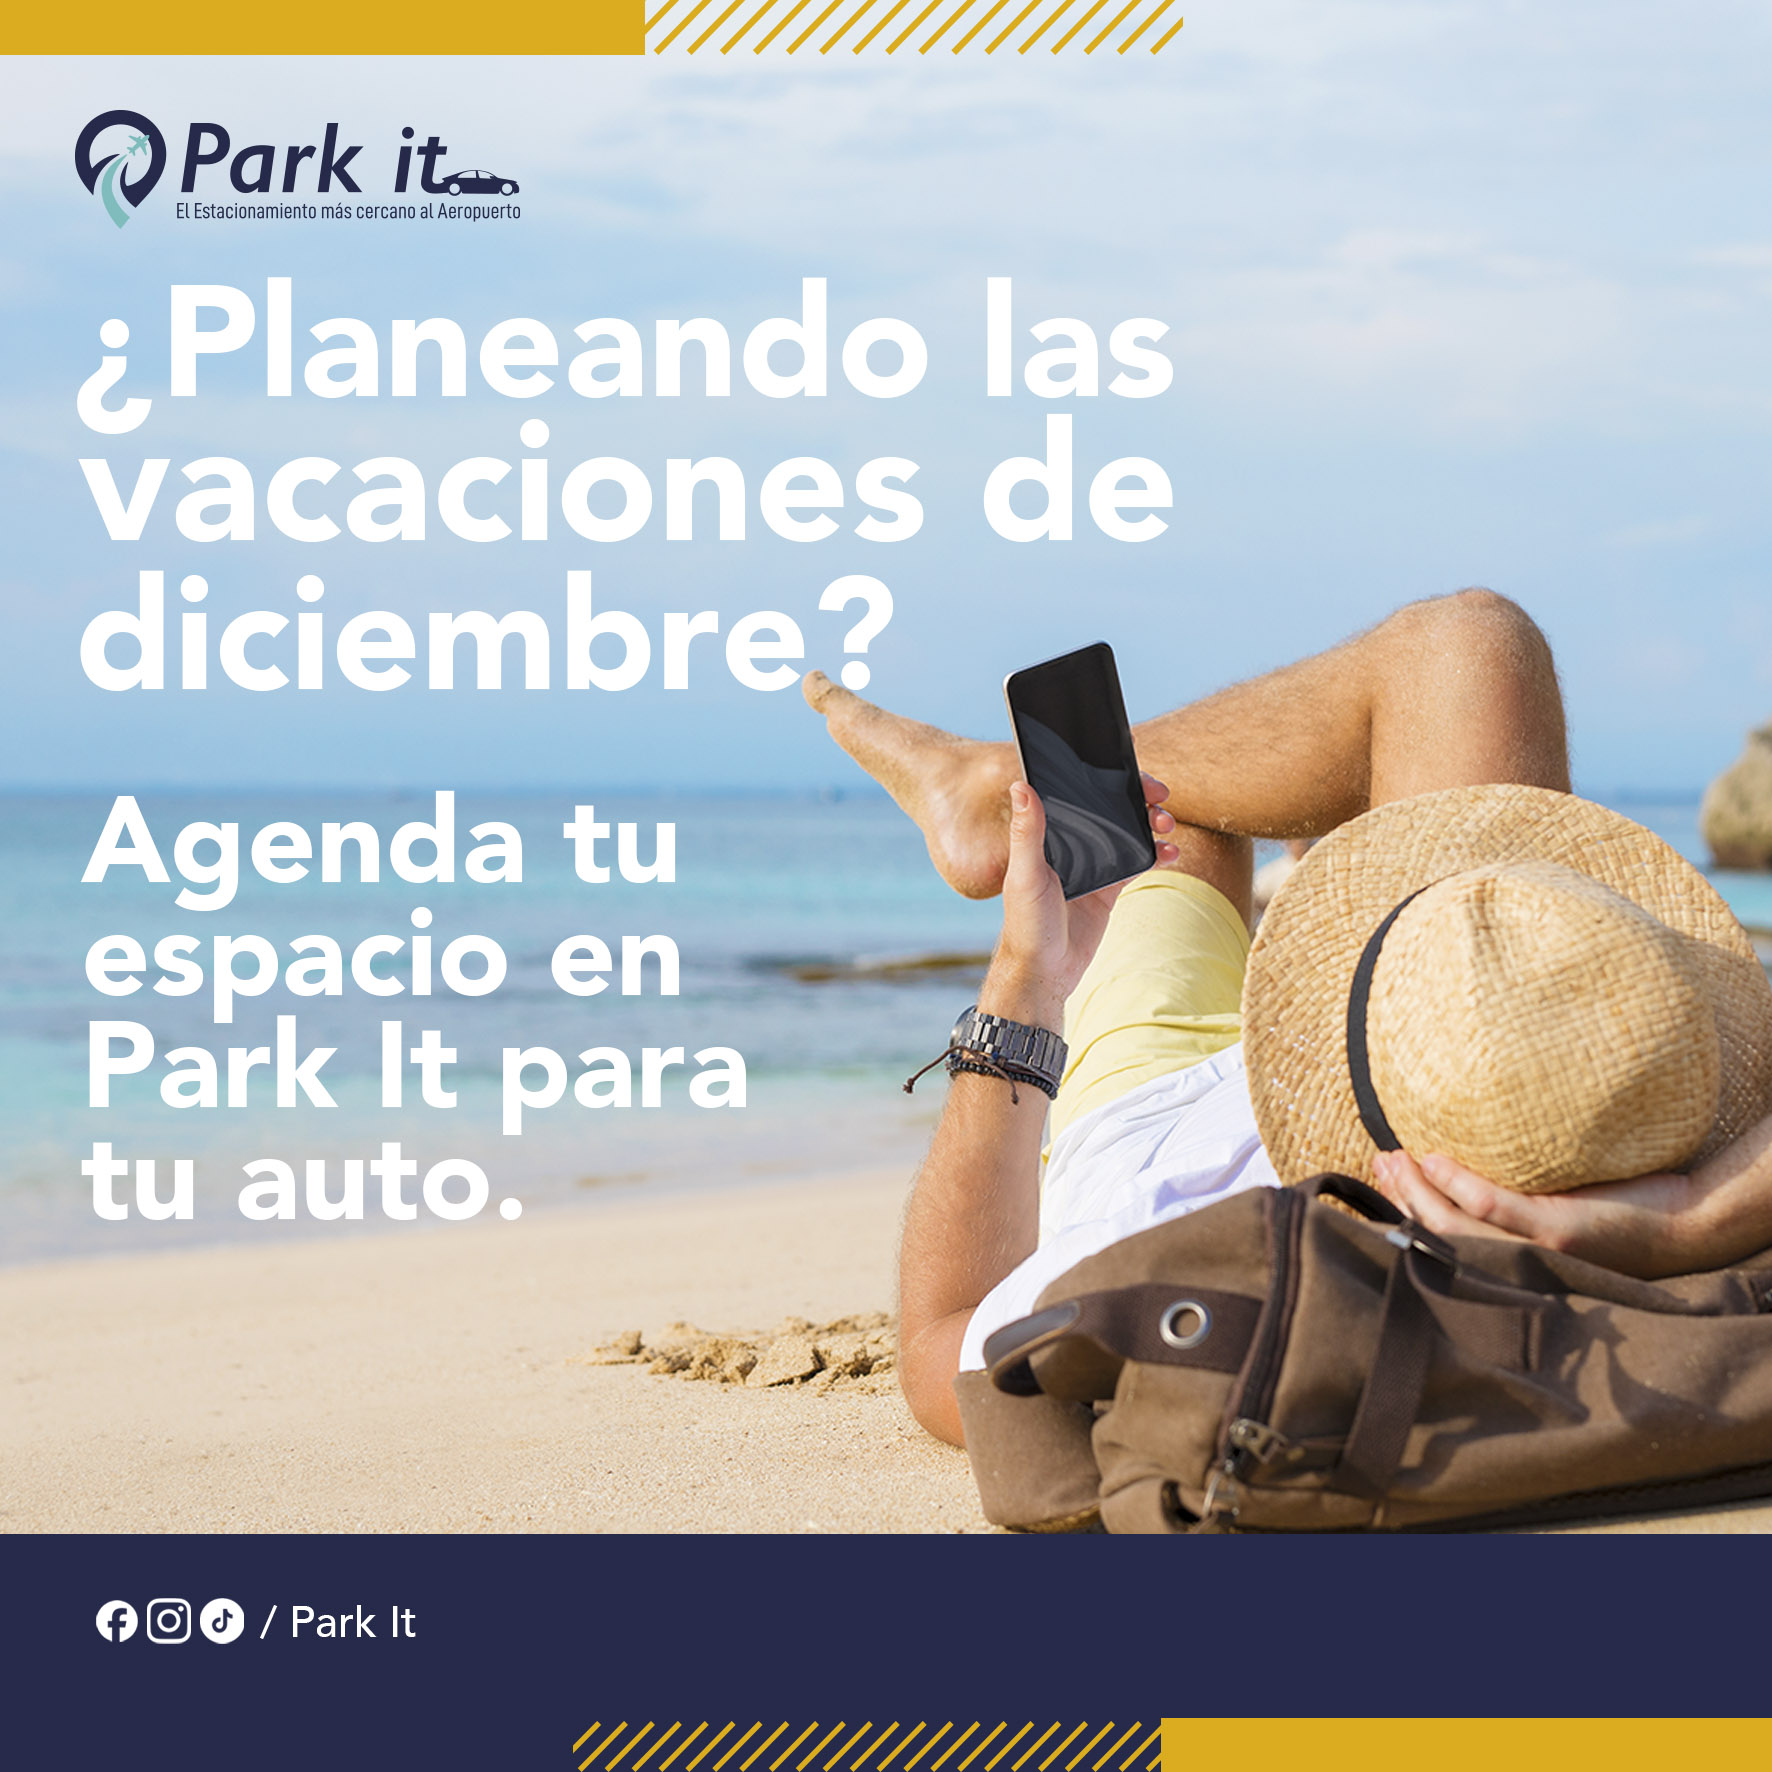 Park it
El Estacionamiento más cercano al Aeropuerto
¿Planeando las
vacaciones de
diciembre?
Agenda tu
espacio en
Park It para
tu auto.
/ Park It